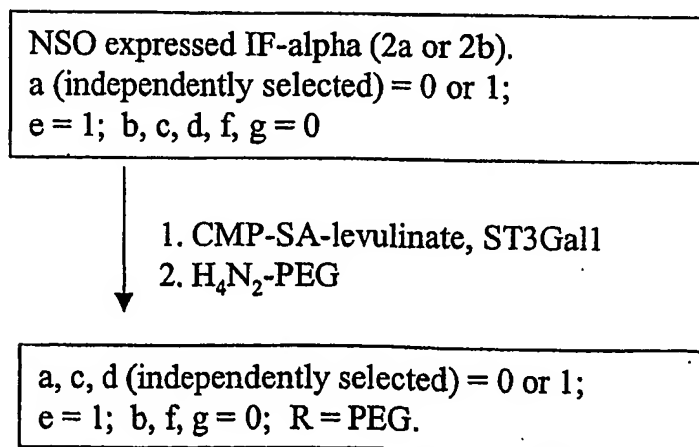 NSO expressed IF-alpha (2a or 2b).
a (independently selected) = 0 or 1;
e = 1; b, c, d, f, g = 0
1. CMP-SA-levulinate, ST3Gal1
2. H₄N₂-PEG
a, c, d (independently selected) = 0 or 1;
e = 1; b, f, g = 0; R = PEG.